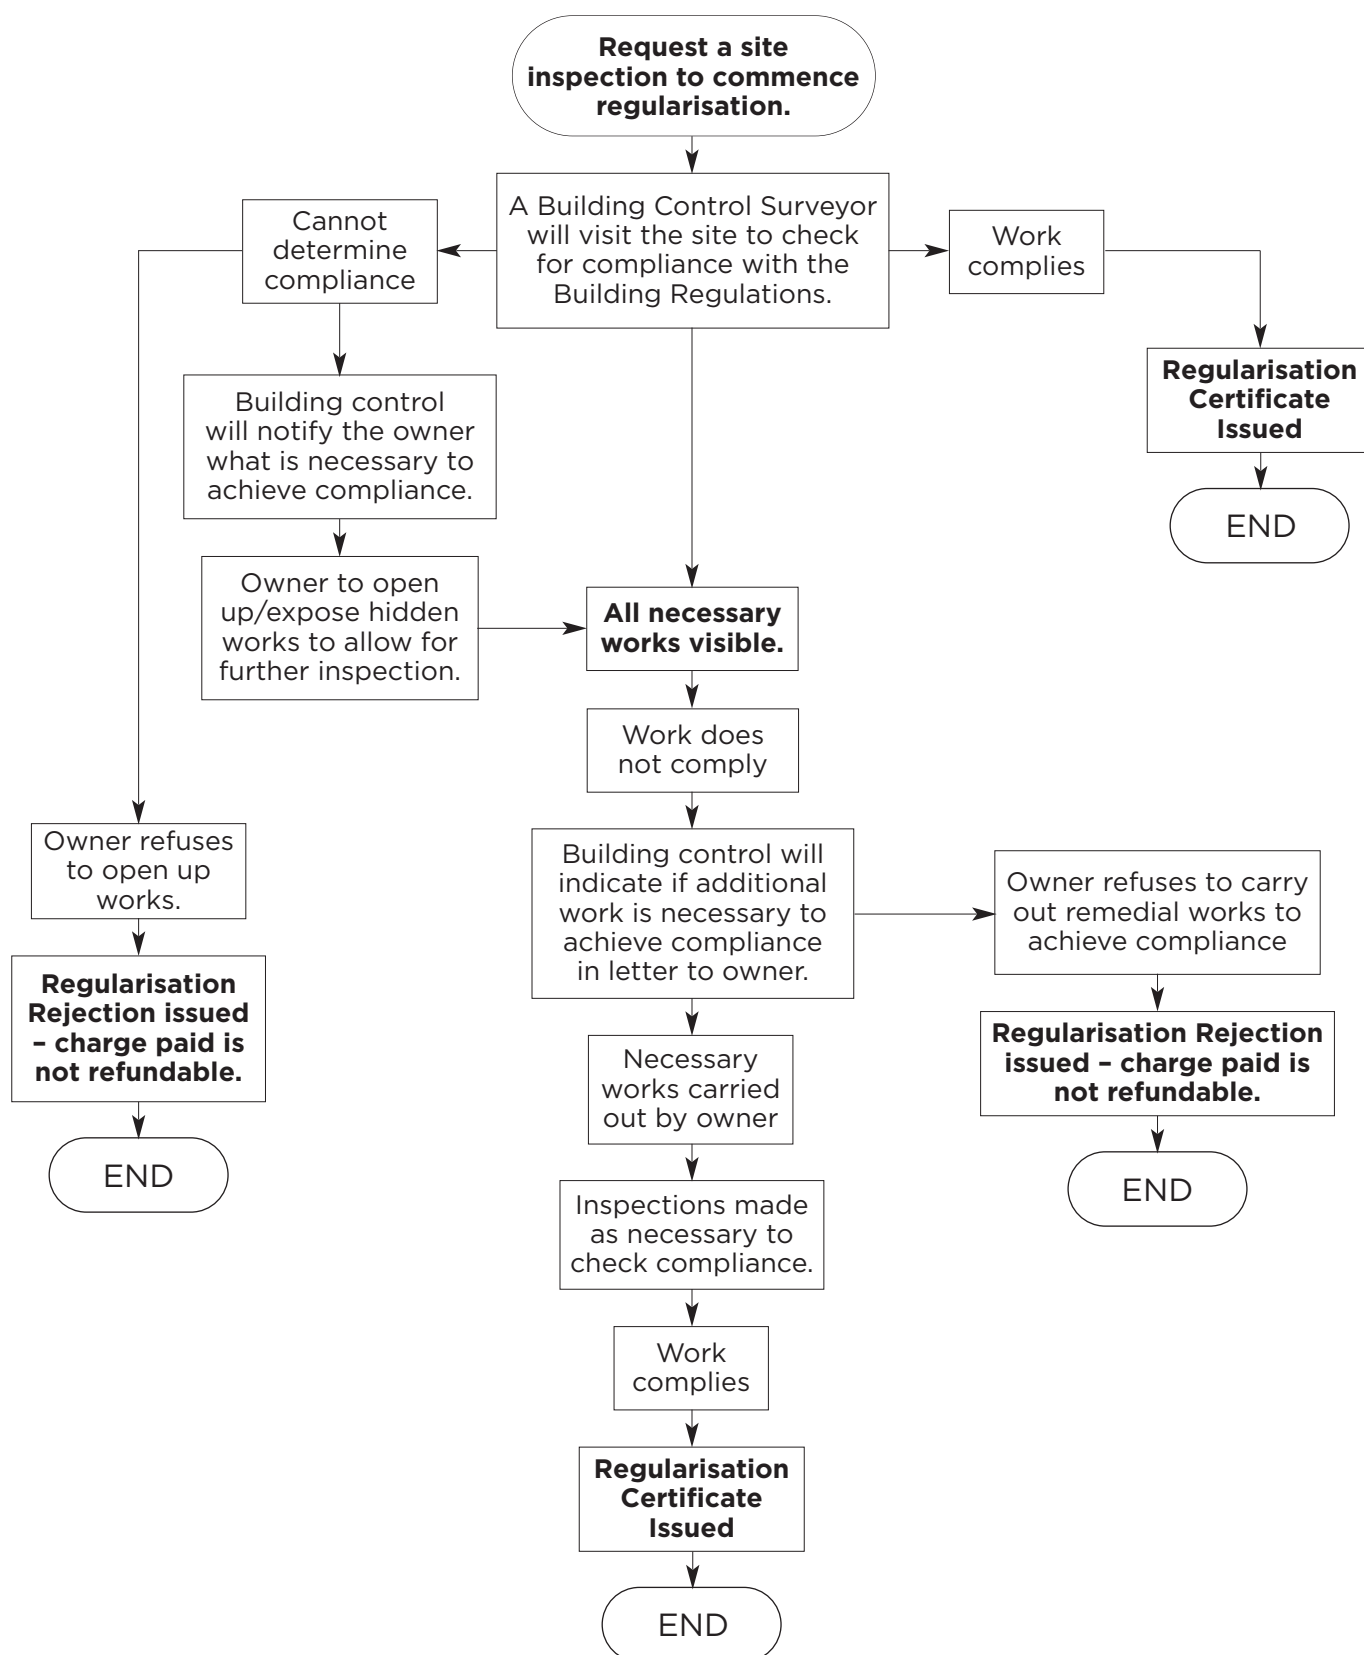 Request a site
inspection to commence
regularisation.
A Building Control Surveyor
will visit the site to check
for compliance with the
Building Regulations.
Cannot
determine
compliance
Work
complies
Regularisation
Certificate
Issued
END
Building control
will notify the owner
what is necessary to
achieve compliance.
Owner to open
up/expose hidden
works to allow for
further inspection.
All necessary
works visible.
Work does
not comply
Owner refuses
to open up
works.
Regularisation
Rejection issued
– charge paid is
not refundable.
END
Building control will
indicate if additional
work is necessary to
achieve compliance
in letter to owner.
Owner refuses to carry
out remedial works to
achieve compliance
Regularisation Rejection
issued – charge paid is
not refundable.
END
Necessary
works carried
out by owner
Inspections made
as necessary to
check compliance.
Work
complies
Regularisation
Certificate
Issued
END